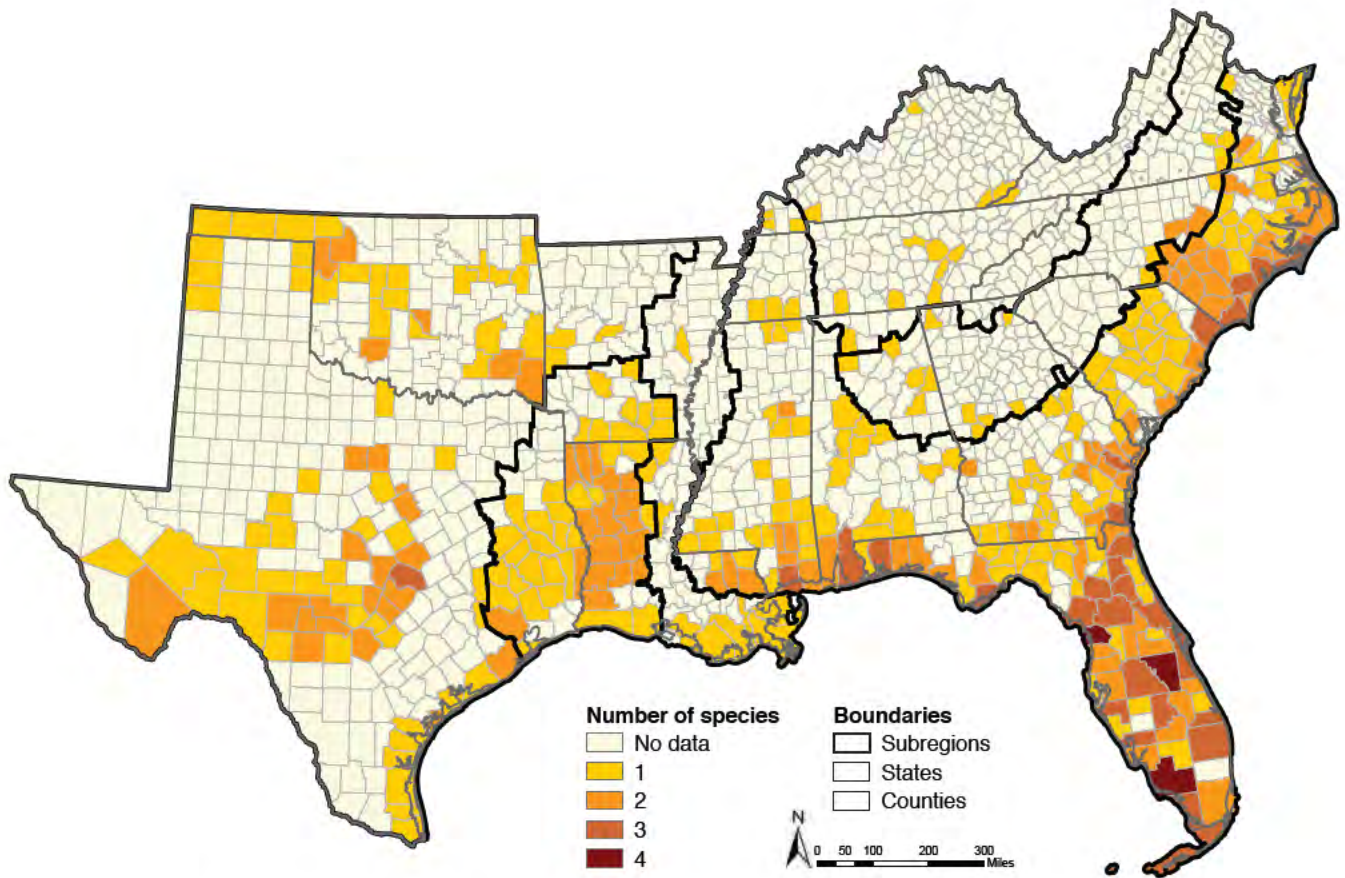 Number of species
No data
1
2
3
4
Boundaries
Subregions
States
Counties
N
0 50 100 200 300
Miles